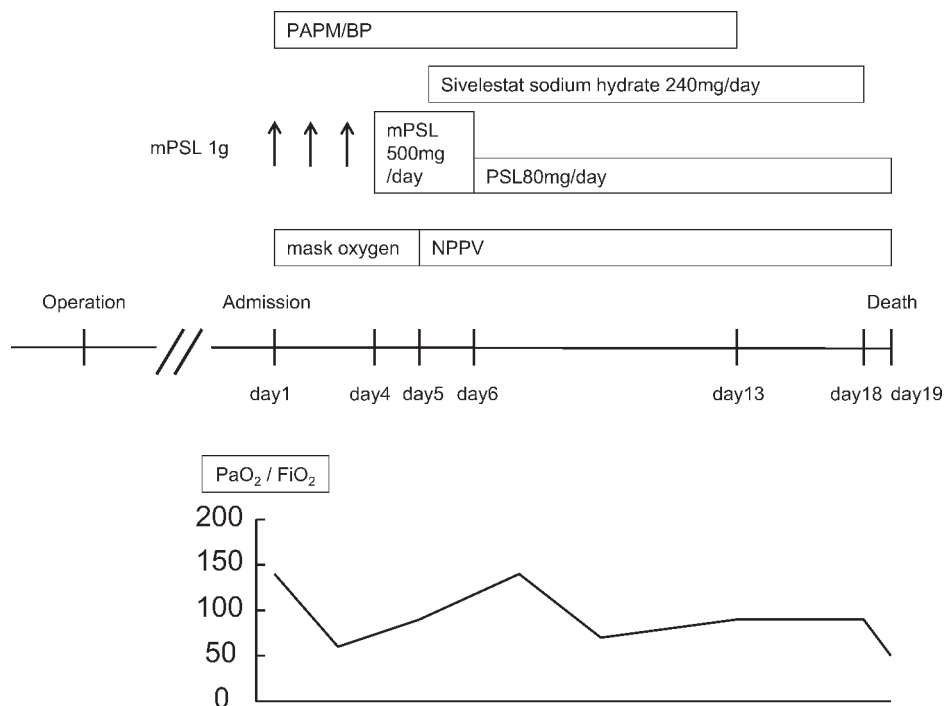 PAPM/BP
Sivelestat sodium hydrate 240mg/day
mPSL 1g
mPSL
500mg
/day
PSL80mg/day
mask oxygen
NPPV
Operation
Admission
Death
day1
day4
day5
day6
day13
day18
day19
PaO₂ / FiO₂
200
150
100
50
0